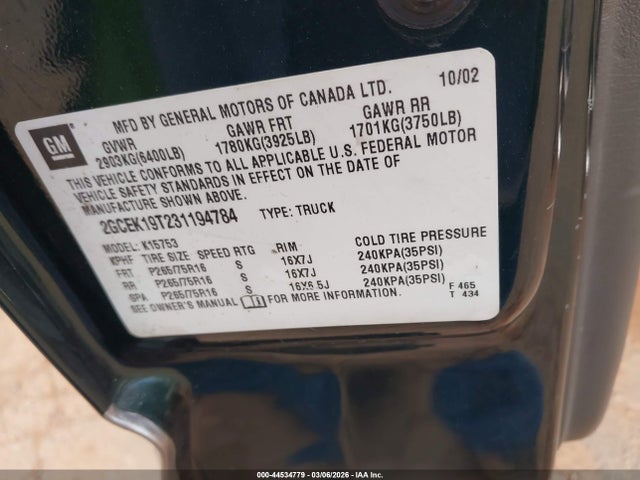 MFD BY GENERAL MOTORS OF CANADA LTD. 10/02
GM
GVWR GAWR FRT GAWR RR
2903KG(6400LB) 1780KG(3925LB) 1701KG(3750LB)
THIS VEHICLE CONFORMS TO ALL APPLICABLE U.S. FEDERAL MOTOR
VEHICLE SAFETY STANDARDS IN EFFECT ON THE DATE OF
MANUFACTURE SHOWN ABOVE.
2GCEK19T231194784 TYPE: TRUCK
MODEL: K15753
KPHF TIRE SIZE SPEED RTG RIM COLD TIRE PRESSURE
FRT P265/75R16 S 16X7J 240KPA(35PSI)
RR P265/75R16 S 16X7J 240KPA(35PSI)
SPA P265/75R16 S 16X6.5J 240KPA(35PSI)
SEE OWNER'S MANUAL FOR MORE INFORMATION.
F 465
T 434
000-44534779 | 03/06/2026 | IAA Inc.